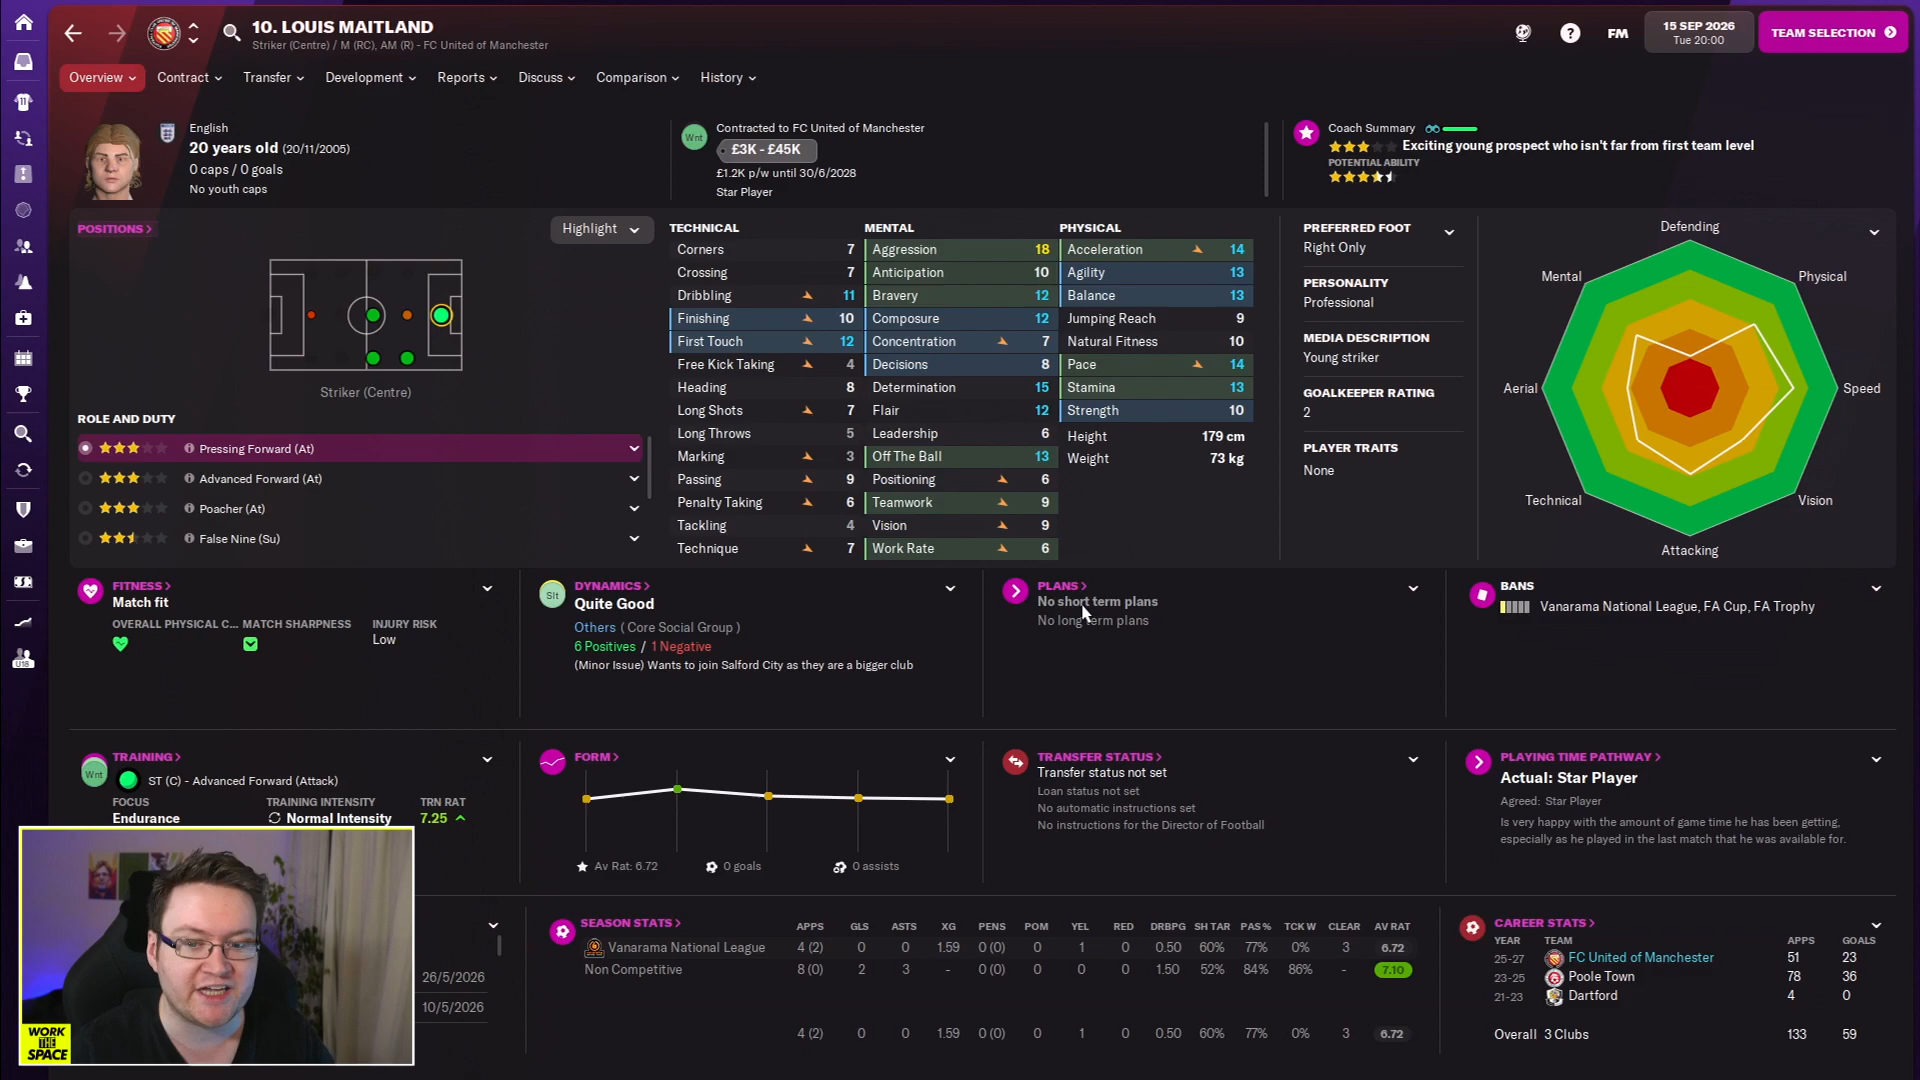 10. LOUIS MAITLAND
Striker (Centre) / M (RC), AM (R) - FC United of Manchester
FM
15 SEP 2026
Tue 20:00
TEAM SELECTION
Overview
Contract
Transfer
Development
Reports
Discuss
Comparison
History
English
20 years old (20/11/2005)
0 caps / 0 goals
No youth caps
Wnt
Contracted to FC United of Manchester
£3K - £45K
£1.2K p/w until 30/6/2028
Star Player
Coach Summary
Exciting young prospect who isn't far from first team level
POTENTIAL ABILITY
POSITIONS >
Highlight
Striker (Centre)
ROLE AND DUTY
Pressing Forward (At)
Advanced Forward (At)
Poacher (At)
False Nine (Su)
TECHNICAL
Corners 7
Crossing 7
Dribbling 11
Finishing 10
First Touch 12
Free Kick Taking 4
Heading 8
Long Shots 7
Long Throws 5
Marking 3
Passing 9
Penalty Taking 6
Tackling 4
Technique 7
MENTAL
Aggression 18
Anticipation 10
Bravery 12
Composure 12
Concentration 7
Decisions 8
Determination 15
Flair 12
Leadership 6
Off The Ball 13
Positioning 6
Teamwork 9
Vision 9
Work Rate 6
PHYSICAL
Acceleration 14
Agility 13
Balance 13
Jumping Reach 9
Natural Fitness 10
Pace 14
Stamina 13
Strength 10
Height 179 cm
Weight 73 kg
PREFERRED FOOT
Right Only
PERSONALITY
Professional
MEDIA DESCRIPTION
Young striker
GOALKEEPER RATING
2
PLAYER TRAITS
None
Defending
Physical
Speed
Vision
Attacking
Technical
Aerial
Mental
FITNESS >
Match fit
OVERALL PHYSICAL C... MATCH SHARPNESS INJURY RISK
Low
Slt
DYNAMICS >
Quite Good
Others ( Core Social Group )
6 Positives / 1 Negative
(Minor Issue) Wants to join Salford City as they are a bigger club
PLANS >
No short term plans
No long term plans
BANS
Vanarama National League, FA Cup, FA Trophy
TRAINING >
Wnt
ST (C) - Advanced Forward (Attack)
FOCUS TRAINING INTENSITY TRN RAT
Endurance Normal Intensity 7.25
FORM >
Av Rat: 6.72 0 goals 0 assists
TRANSFER STATUS >
Transfer status not set
Loan status not set
No automatic instructions set
No instructions for the Director of Football
PLAYING TIME PATHWAY >
Actual: Star Player
Agreed: Star Player
Is very happy with the amount of game time he has been getting,
especially as he played in the last match that he was available for.
26/5/2026
10/5/2026
SEASON STATS > APPS GLS ASTS XG PENS POM YEL RED DRBPG SH TAR PAS % TCK W CLEAR AV RAT
Vanarama National League 4 (2) 0 0 1.59 0 (0) 0 1 0 0.50 60% 77% 0% 3 6.72
Non Competitive 8 (0) 2 3 - 0 (0) 0 0 0 1.50 52% 84% 86% - 7.10
4 (2) 0 0 1.59 0 (0) 0 1 0 0.50 60% 77% 0% 3 6.72
CAREER STATS >
YEAR TEAM APPS GOALS
25-27 FC United of Manchester 51 23
23-25 Poole Town 78 36
21-23 Dartford 4 0
Overall 3 Clubs 133 59
WORK
THE
SPACE
U18
11